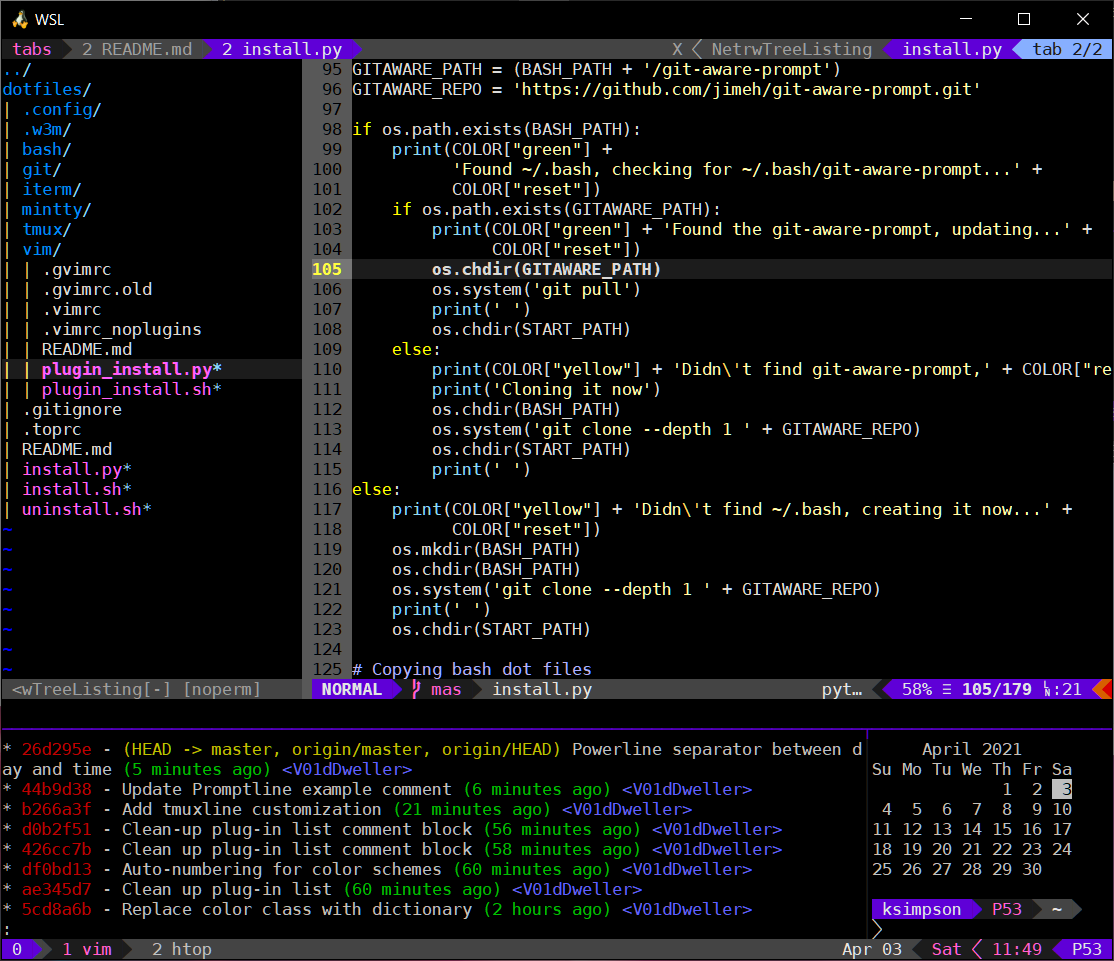 WSL
tabs 2 README.md 2 install.py X NetrwTreeListing install.py tab 2/2
../
dotfiles/
| .config/
| .w3m/
| bash/
| git/
| iterm/
| mintty/
| tmux/
| vim/
| | .gvimrc
| | .gvimrc.old
| | .vimrc
| | .vimrc_noplugins
| | README.md
| | plugin_install.py*
| | plugin_install.sh*
| .gitignore
| .toprc
| README.md
| install.py*
| install.sh*
| uninstall.sh*
~
~
~
~
~
~
~
~
<wTreeListing[-] [noperm]
95 GITAWARE_PATH = (BASH_PATH + '/git-aware-prompt')
96 GITAWARE_REPO = 'https://github.com/jimeh/git-aware-prompt.git'
97
98 if os.path.exists(BASH_PATH):
99     print(COLOR["green"] +
100           'Found ~/.bash, checking for ~/.bash/git-aware-prompt...' +
101           COLOR["reset"])
102     if os.path.exists(GITAWARE_PATH):
103         print(COLOR["green"] + 'Found the git-aware-prompt, updating...' +
104               COLOR["reset"])
105         os.chdir(GITAWARE_PATH)
106         os.system('git pull')
107         print(' ')
108         os.chdir(START_PATH)
109     else:
110         print(COLOR["yellow"] + 'Didn\'t find git-aware-prompt,' + COLOR["re
111         print('Cloning it now')
112         os.chdir(BASH_PATH)
113         os.system('git clone --depth 1 ' + GITAWARE_REPO)
114         os.chdir(START_PATH)
115         print(' ')
116 else:
117     print(COLOR["yellow"] + 'Didn\'t find ~/.bash, creating it now...' +
118           COLOR["reset"])
119     os.mkdir(BASH_PATH)
120     os.chdir(BASH_PATH)
121     os.system('git clone --depth 1 ' + GITAWARE_REPO)
122     print(' ')
123     os.chdir(START_PATH)
124
125 # Copying bash dot files
NORMAL mas install.py pyt… 58% ☰ 105/179 ㏑:21
* 26d295e - (HEAD -> master, origin/master, origin/HEAD) Powerline separator between d
ay and time (5 minutes ago) <V01dDweller>
* 44b9d38 - Update Promptline example comment (6 minutes ago) <V01dDweller>
* b266a3f - Add tmuxline customization (21 minutes ago) <V01dDweller>
* d0b2f51 - Clean-up plug-in list comment block (56 minutes ago) <V01dDweller>
* 426cc7b - Clean up plug-in list comment block (58 minutes ago) <V01dDweller>
* df0bd13 - Auto-numbering for color schemes (60 minutes ago) <V01dDweller>
* ae345d7 - Clean up plug-in list (60 minutes ago) <V01dDweller>
* 5cd8a6b - Replace color class with dictionary (2 hours ago) <V01dDweller>
:
April 2021
Su Mo Tu We Th Fr Sa
1 2 3
4 5 6 7 8 9 10
11 12 13 14 15 16 17
18 19 20 21 22 23 24
25 26 27 28 29 30
ksimpson P53 ~
0 1 vim 2 htop Apr 03 Sat 11:49 P53